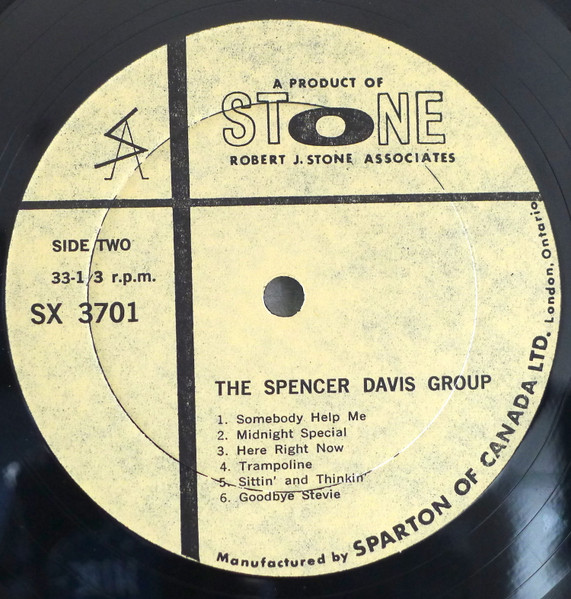 A PRODUCT OF
STONE
ROBERT J. STONE ASSOCIATES
SIDE TWO
33-1/3 r.p.m.
SX 3701
THE SPENCER DAVIS GROUP
1. Somebody Help Me
2. Midnight Special
3. Here Right Now
4. Trampoline
5. Sittin' and Thinkin'
6. Goodbye Stevie
Manufactured by SPARTON OF CANADA LTD. London, Ontario